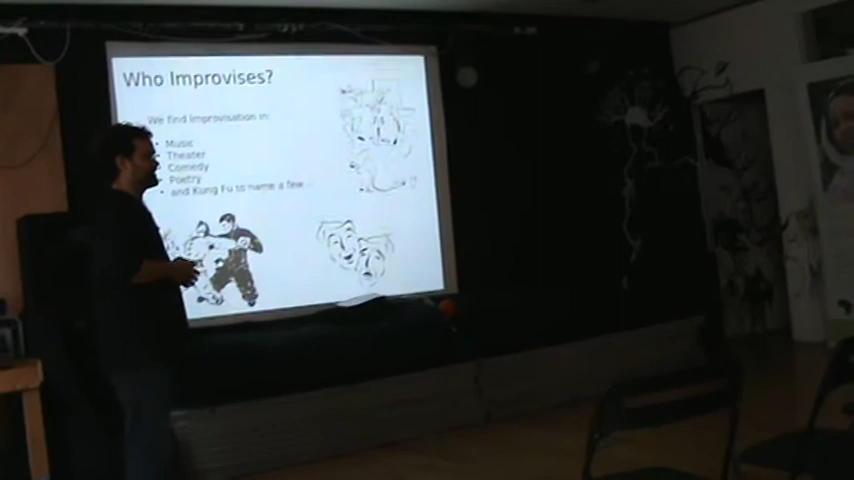 Who Improvises?
We find Improvisation in:
• Music
• Theater
• Comedy
• Poetry
• and Kung Fu to name a few